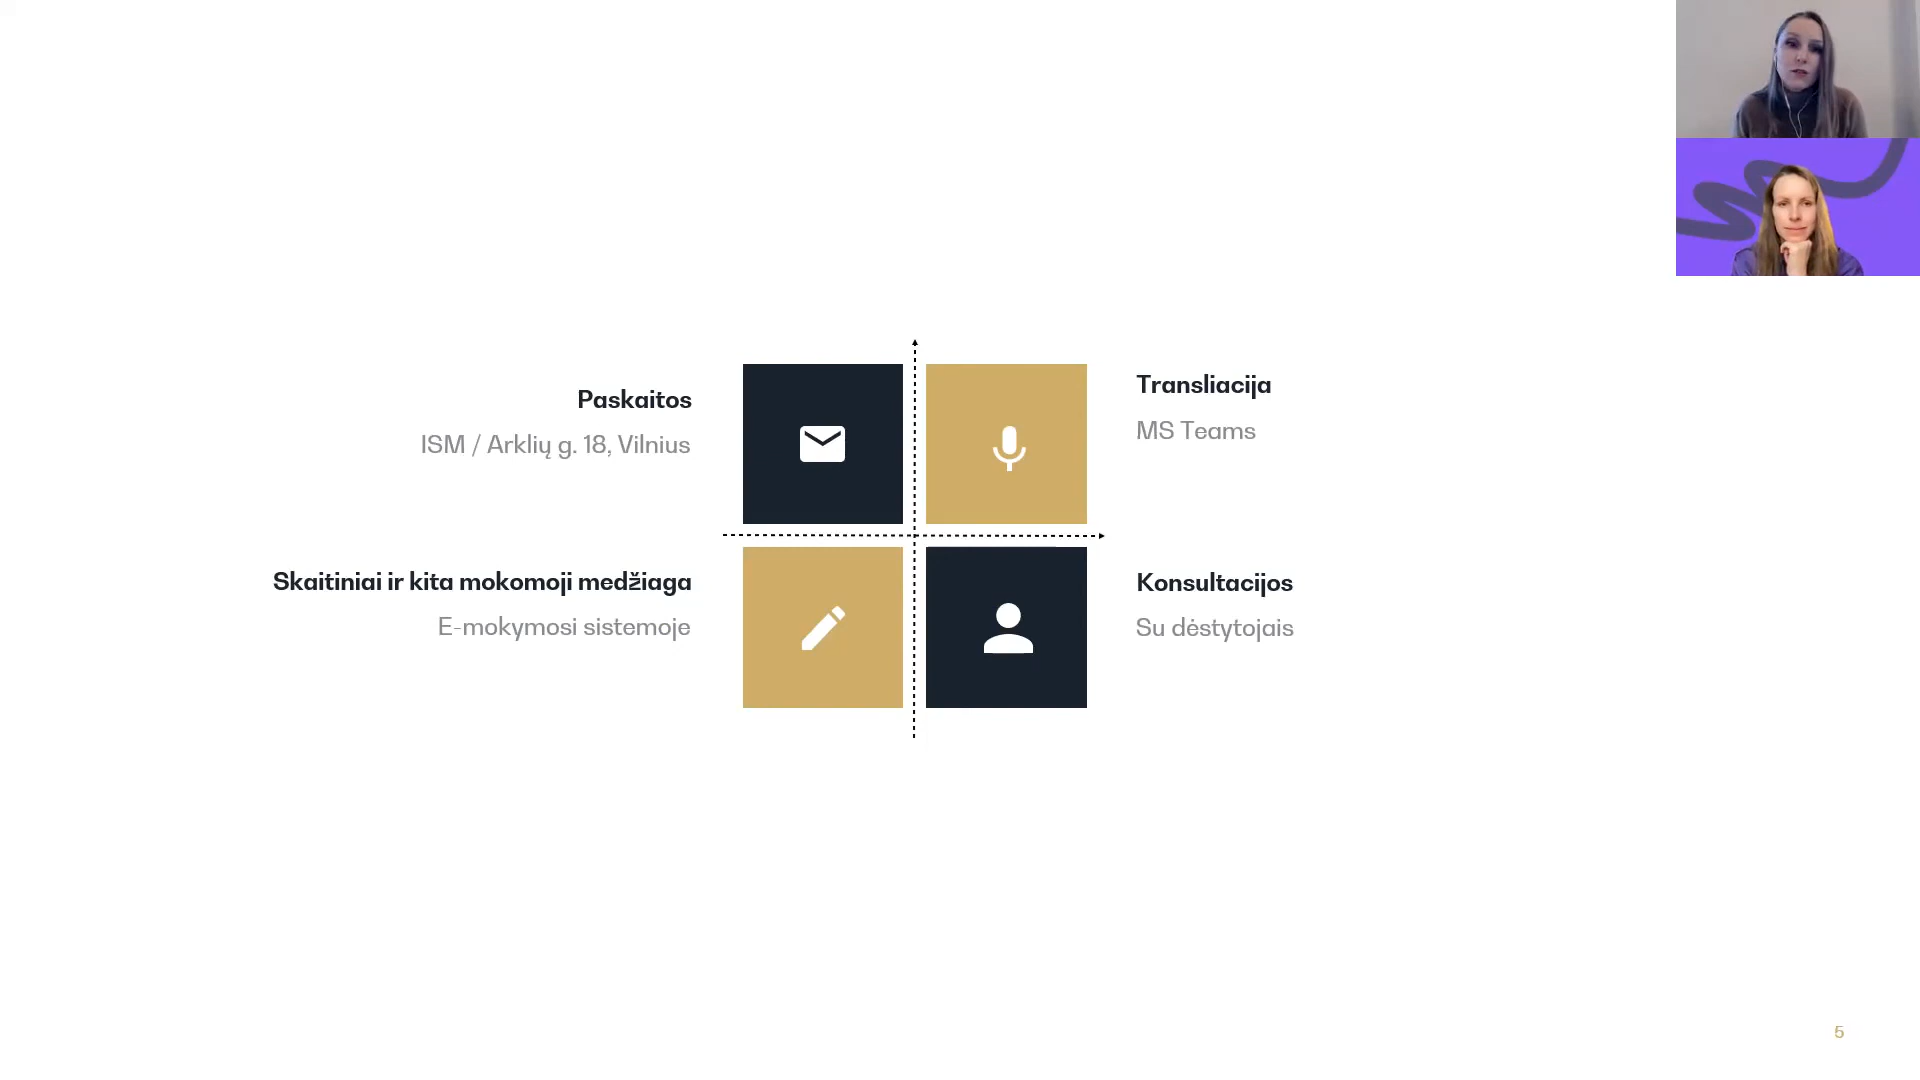 Paskaitos
ISM / Arklių g. 18, Vilnius
Transliacija
MS Teams
Skaitiniai ir kita mokomoji medžiaga
E-mokymosi sistemoje
Konsultacijos
Su dėstytojais
5